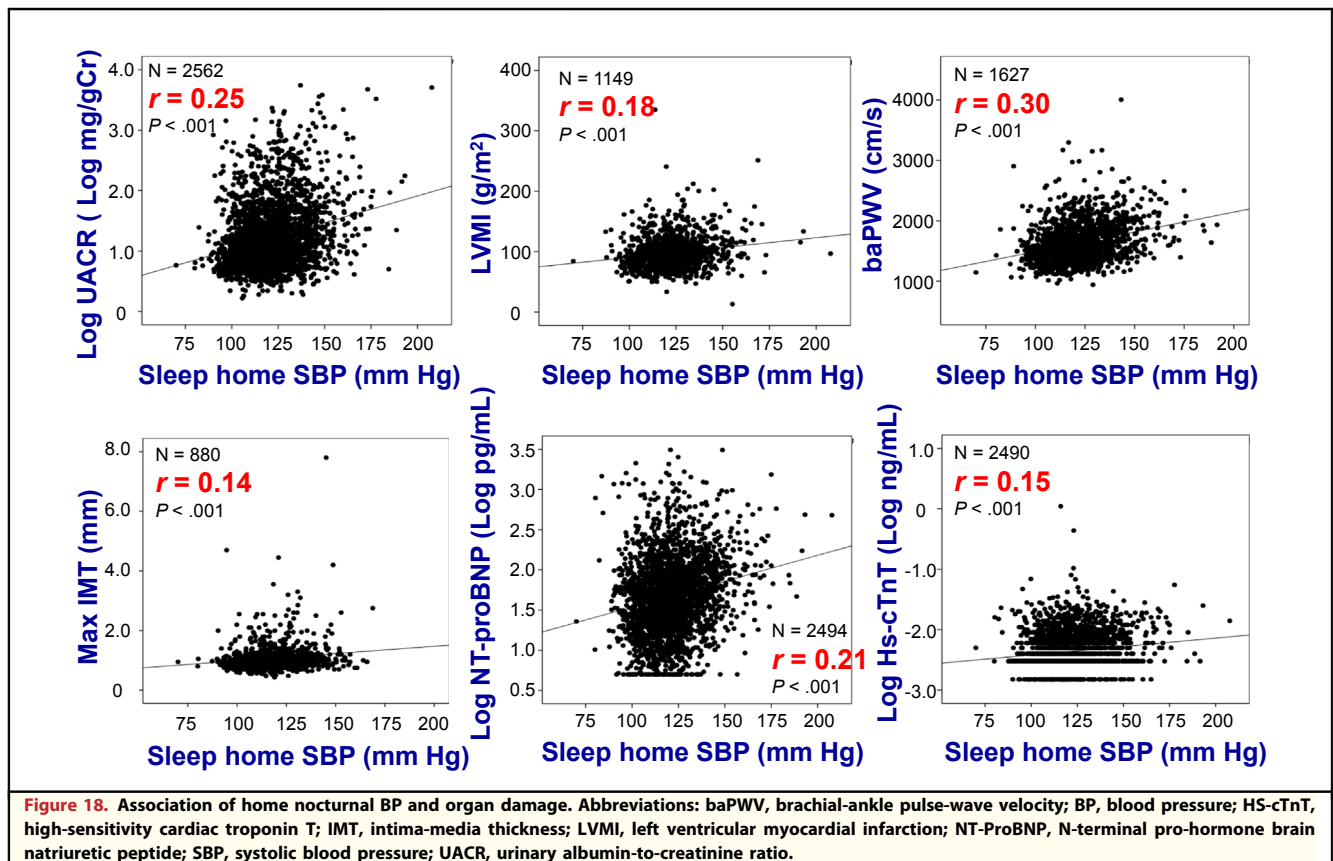 Log UACR ( Log mg/gCr)
4.0
3.0
2.0
1.0
0
N = 2562
r = 0.25
P < .001
75 100 125 150 175 200
Sleep home SBP (mm Hg)
LVMI (g/m²)
400
300
200
100
0
N = 1149
r = 0.18
P < .001
75 100 125 150 175 200
Sleep home SBP (mm Hg)
baPWV (cm/s)
4000
3000
2000
1000
N = 1627
r = 0.30
P < .001
75 100 125 150 175 200
Sleep home SBP (mm Hg)
Max IMT (mm)
8.0
6.0
4.0
2.0
0
N = 880
r = 0.14
P < .001
75 100 125 150 175 200
Sleep home SBP (mm Hg)
Log NT-proBNP (Log pg/mL)
3.5
3.0
2.5
2.0
1.5
1.0
0.5
N = 2494
r = 0.21
P < .001
75 100 125 150 175 200
Sleep home SBP (mm Hg)
Log Hs-cTnT (Log ng/mL)
1.0
0
-1.0
-2.0
-3.0
N = 2490
r = 0.15
P < .001
75 100 125 150 175 200
Sleep home SBP (mm Hg)
Figure 18. Association of home nocturnal BP and organ damage. Abbreviations: baPWV, brachial-ankle pulse-wave velocity; BP, blood pressure; HS-cTnT,
high-sensitivity cardiac troponin T; IMT, intima-media thickness; LVMI, left ventricular myocardial infarction; NT-ProBNP, N-terminal pro-hormone brain
natriuretic peptide; SBP, systolic blood pressure; UACR, urinary albumin-to-creatinine ratio.